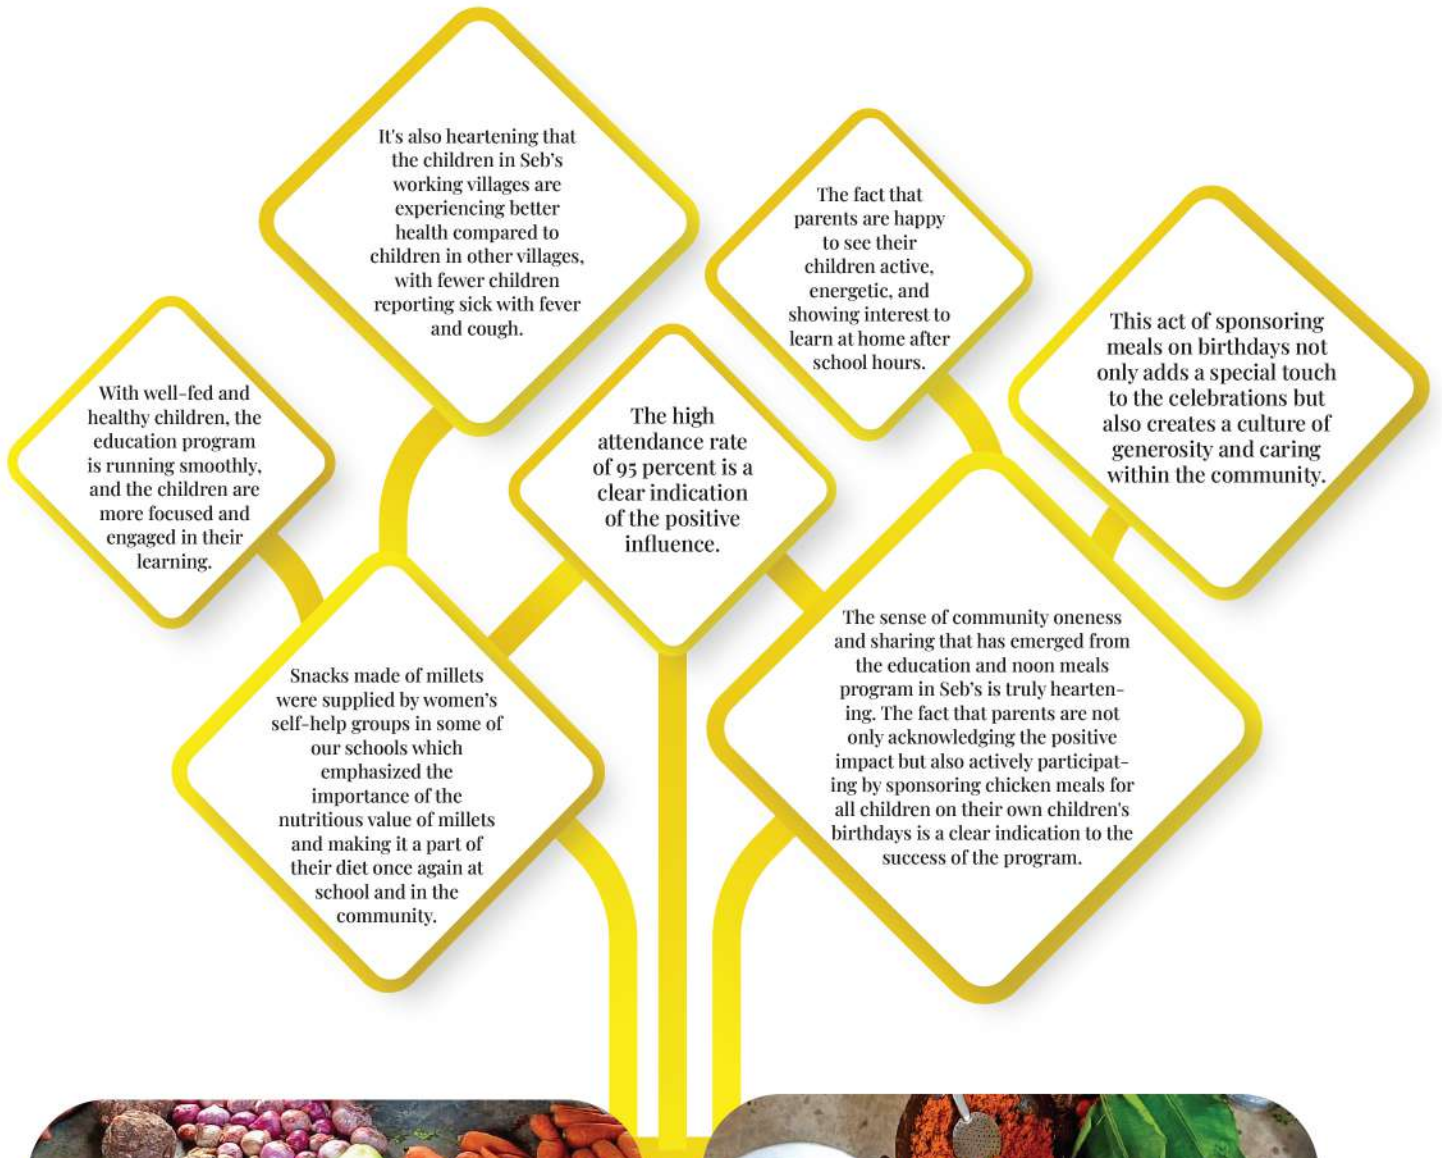 It's also heartening that
the children in Seb's
working villages are
experiencing better
health compared to
children in other villages,
with fewer children
reporting sick with fever
and cough.
The fact that
parents are happy
to see their
children active,
energetic, and
showing interest to
learn at home after
school hours.
This act of sponsoring
meals on birthdays not
only adds a special touch
to the celebrations but
also creates a culture of
generosity and caring
within the community.
With well-fed and
healthy children, the
education program
is running smoothly,
and the children are
more focused and
engaged in their
learning.
The high
attendance rate
of 95 percent is a
clear indication
of the positive
influence.
Snacks made of millets
were supplied by women's
self-help groups in some of
our schools which
emphasized the
importance of the
nutritious value of millets
and making it a part of
their diet once again at
school and in the
community.
The sense of community oneness
and sharing that has emerged from
the education and noon meals
program in Seb's is truly hearten-
ing. The fact that parents are not
only acknowledging the positive
impact but also actively participat-
ing by sponsoring chicken meals for
all children on their own children's
birthdays is a clear indication to the
success of the program.